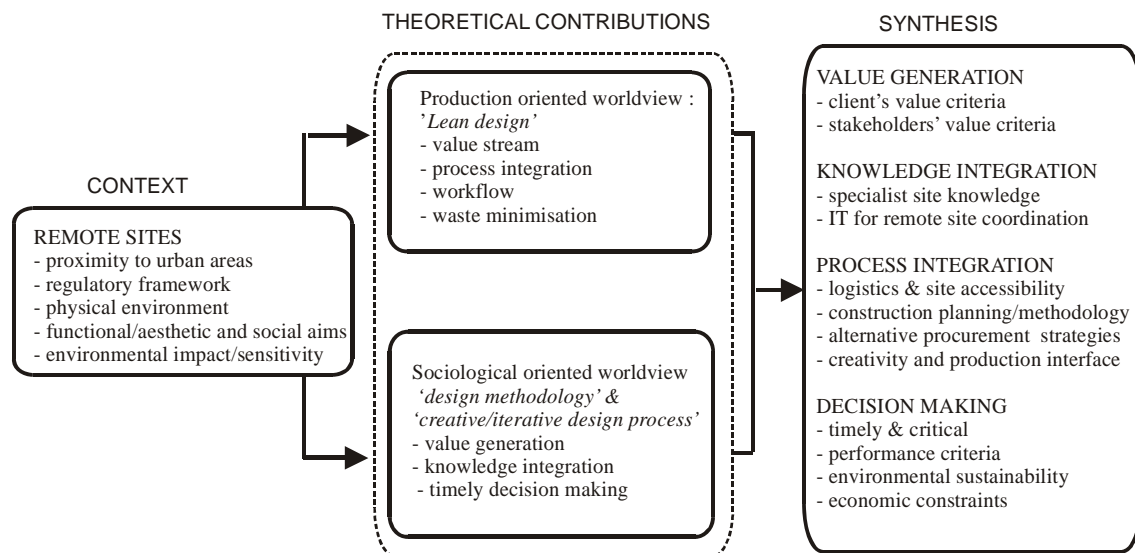 THEORETICAL CONTRIBUTIONS
SYNTHESIS
CONTEXT
REMOTE SITES
- proximity to urban areas
- regulatory framework
- physical environment
- functional/aesthetic and social aims
- environmental impact/sensitivity
Production oriented worldview :
’Lean design’
- value stream
- process integration
- workflow
- waste minimisation
Sociological oriented worldview
‘design methodology’ &
‘creative/iterative design process’
- value generation
- knowledge integration
- timely decision making
VALUE GENERATION
- client’s value criteria
- stakeholders’ value criteria
KNOWLEDGE INTEGRATION
- specialist site knowledge
- IT for remote site coordination
PROCESS INTEGRATION
- logistics & site accessibility
- construction planning/methodology
- alternative procurement strategies
- creativity and production interface
DECISION MAKING
- timely & critical
- performance criteria
- environmental sustainability
- economic constraints